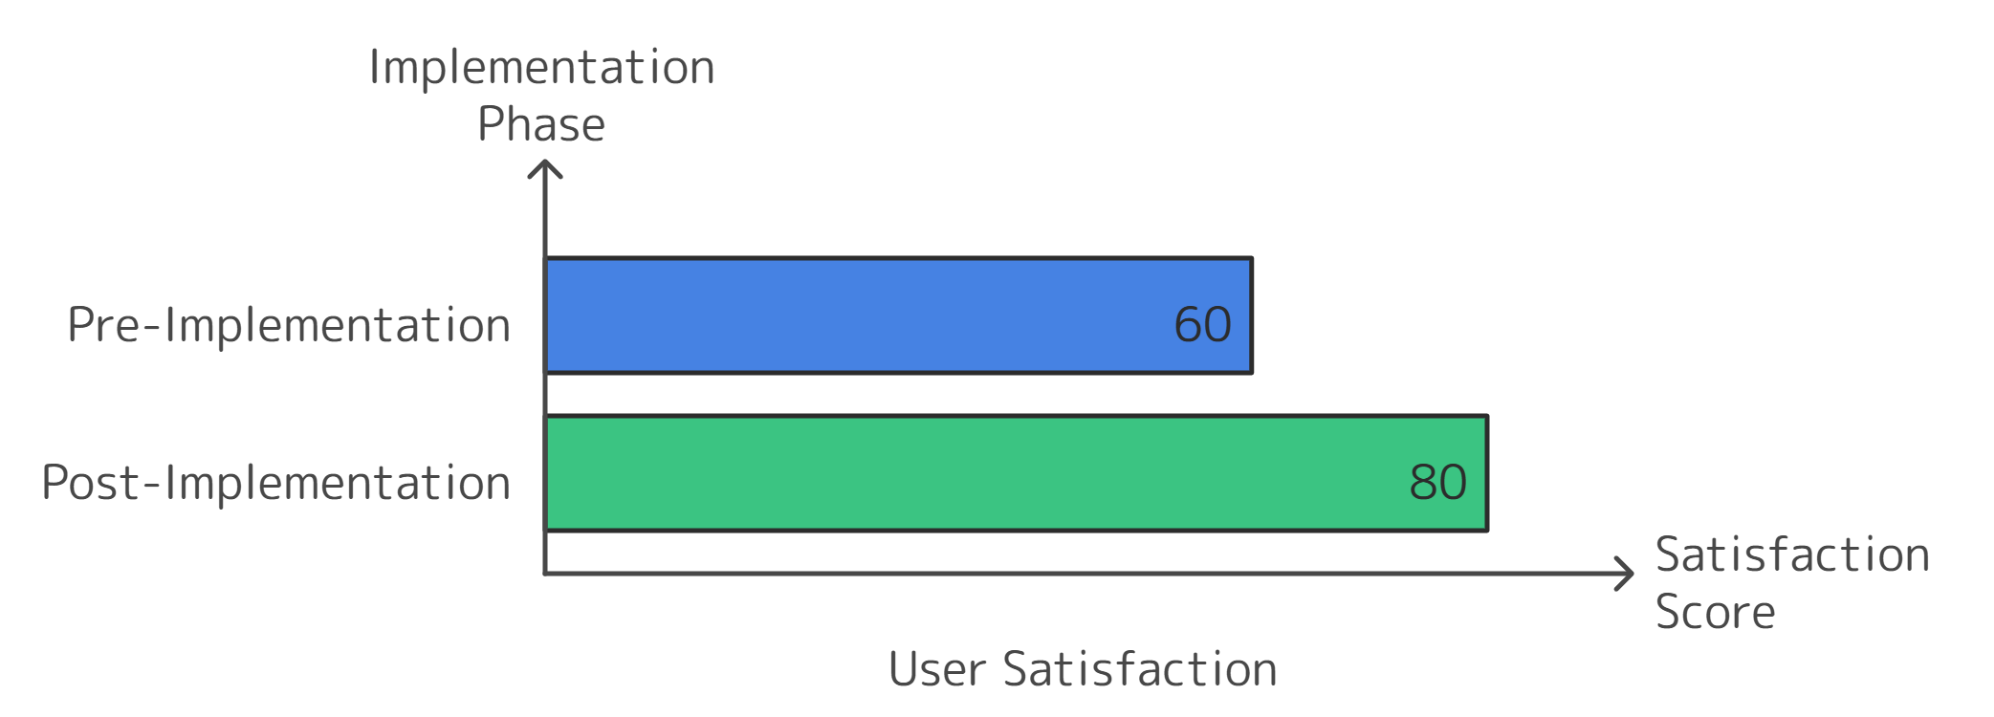 Implementation
Phase
Pre-Implementation
60
Post-Implementation
80
Satisfaction
Score
User Satisfaction